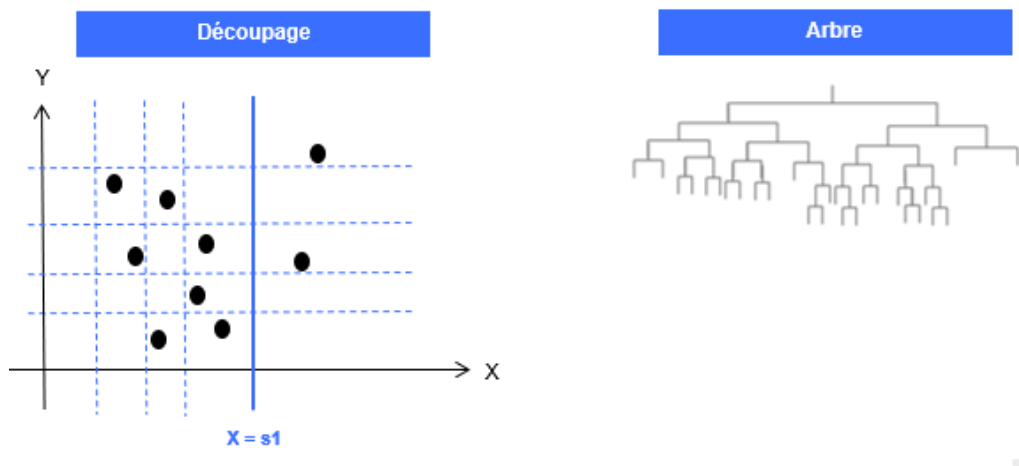 Découpage
Arbre
Y
X
X = s1